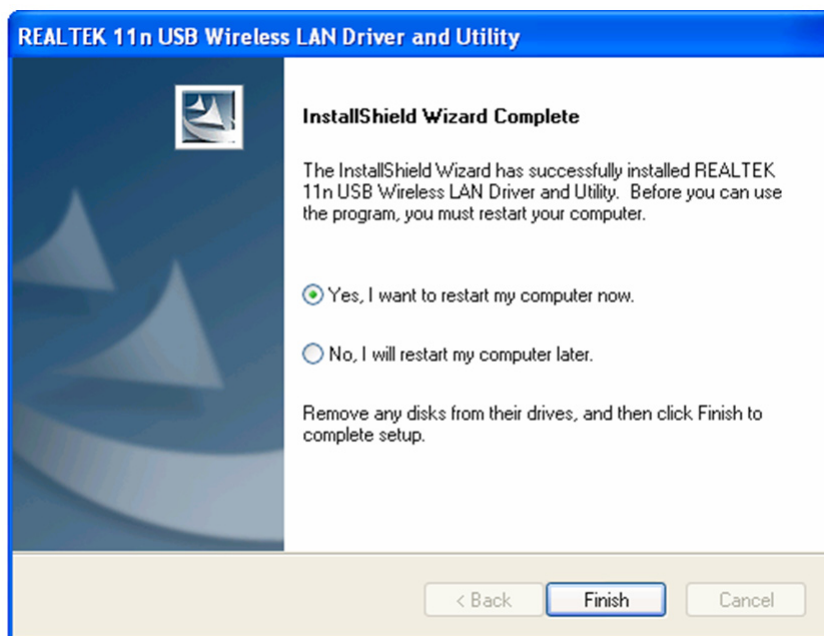 REALTEK 11n USB Wireless LAN Driver and Utility
InstallShield Wizard Complete
The InstallShield Wizard has successfully installed REALTEK
11n USB Wireless LAN Driver and Utility.  Before you can use
the program, you must restart your computer.
Yes, I want to restart my computer now.
No, I will restart my computer later.
Remove any disks from their drives, and then click Finish to
complete setup.
< Back Finish Cancel